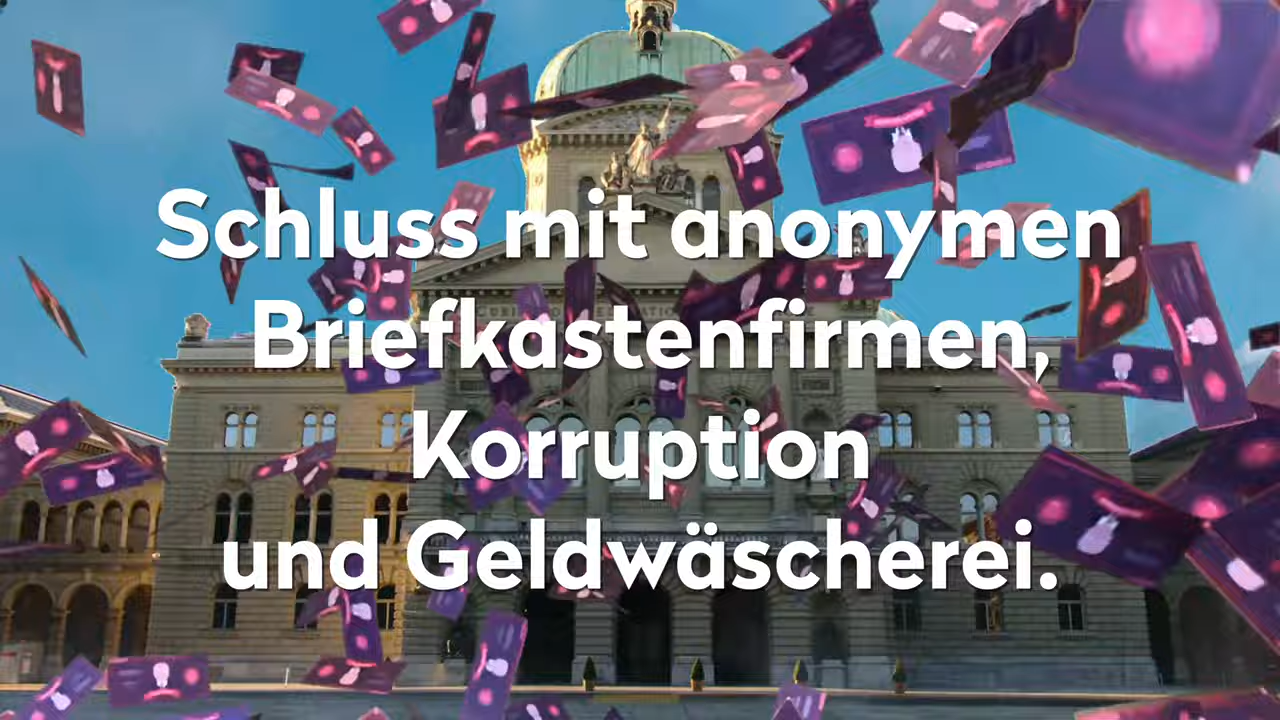 Schluss mit anonymen
Briefkastenfirmen,
Korruption
und Geldwäscherei.